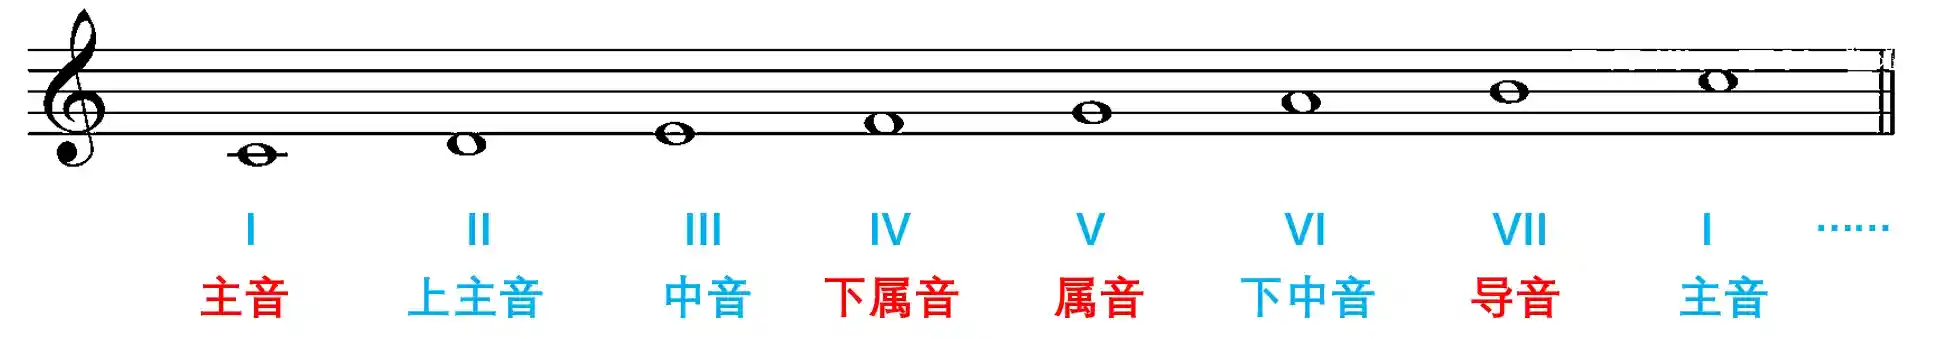 I II III IV V VI VII I ……
主音 上主音 中音 下属音 属音 下中音 导音 主音